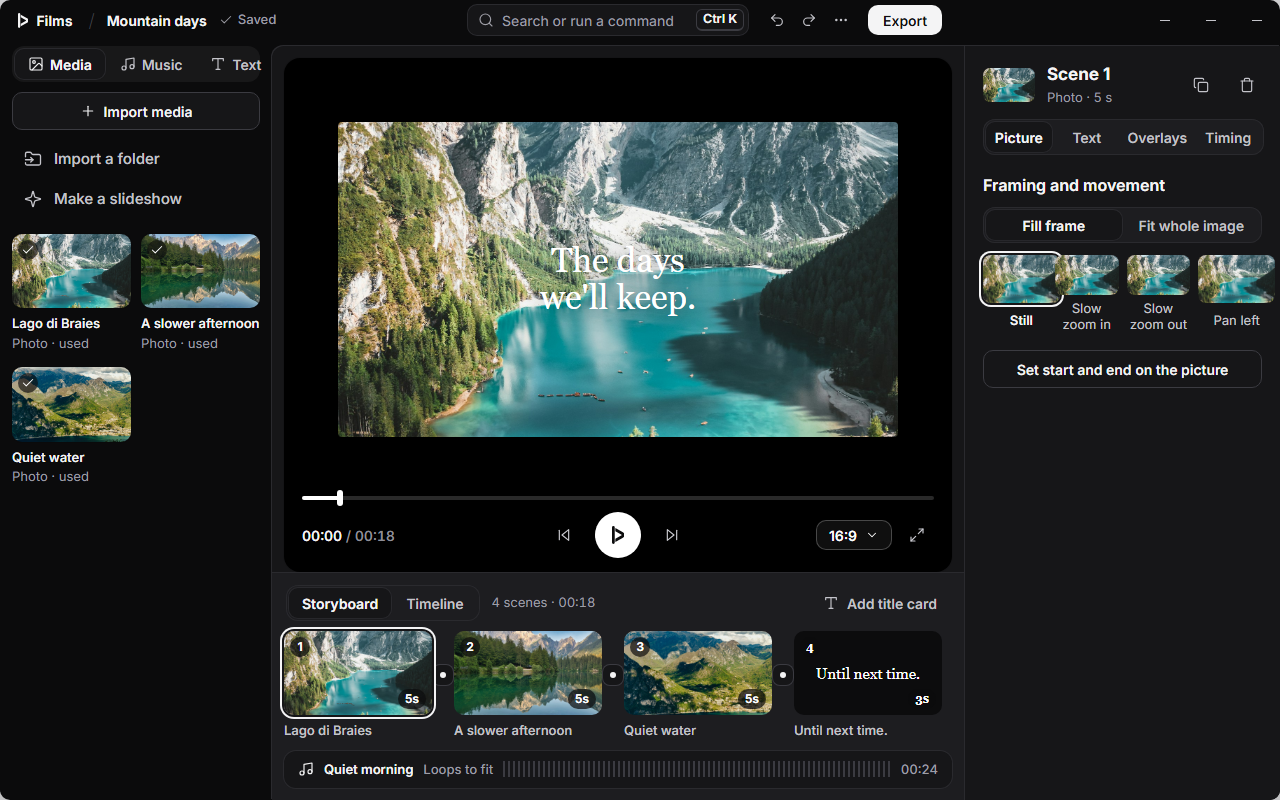 Films / Mountain days Saved
Search or run a command Ctrl K
Export
Media Music Text
Import media
Import a folder
Make a slideshow
Lago di Braies
Photo · used
A slower afternoon
Photo · used
Quiet water
Photo · used
The days
we'll keep.
00:00 / 00:18
16:9
Storyboard Timeline 4 scenes · 00:18
Add title card
1 5s
Lago di Braies
2 5s
A slower afternoon
3 5s
Quiet water
4
Until next time.
3s
Until next time.
Quiet morning Loops to fit 00:24
Scene 1
Photo · 5 s
Picture Text Overlays Timing
Framing and movement
Fill frame Fit whole image
Still
Slow
zoom in
Slow
zoom out
Pan left
Set start and end on the picture